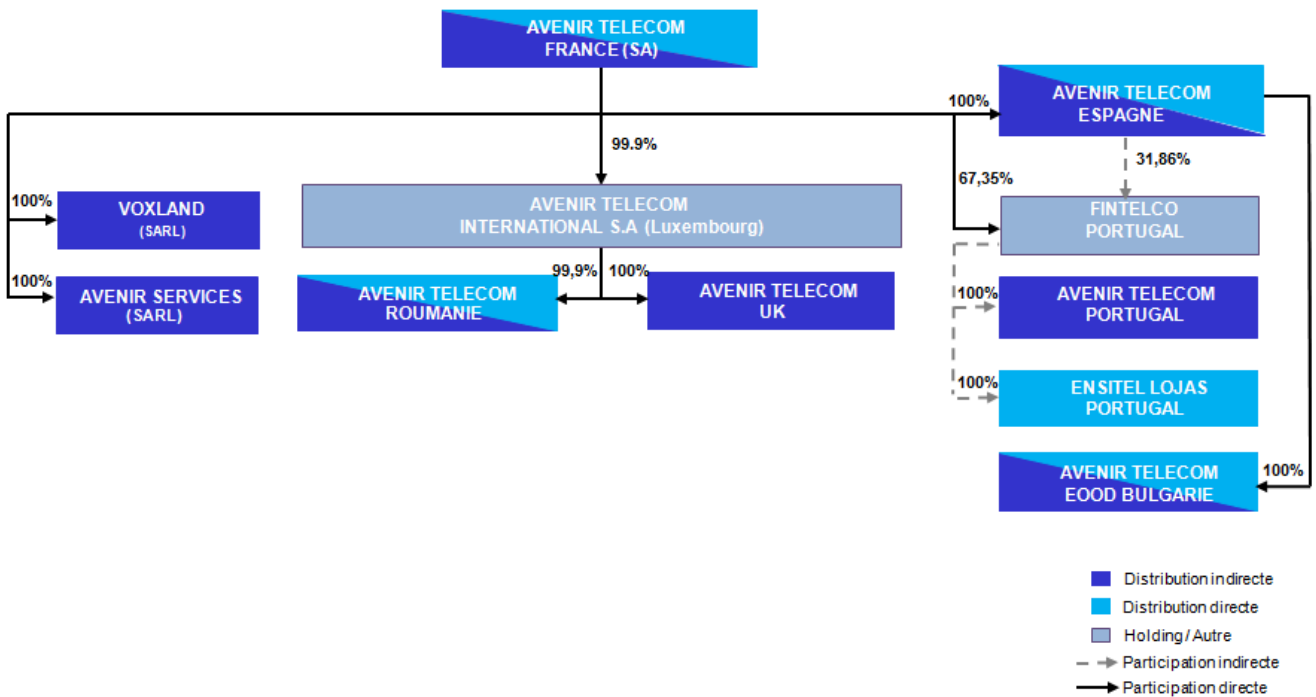 AVENIR TELECOM
FRANCE (SA)
100%
AVENIR TELECOM
ESPAGNE
99.9%
31,86%
67,35%
100%
VOXLAND
(SARL)
AVENIR TELECOM
INTERNATIONAL S.A (Luxembourg)
FINTELCO
PORTUGAL
100%
AVENIR SERVICES
(SARL)
99,9%
100%
AVENIR TELECOM
ROUMANIE
AVENIR TELECOM
UK
100%
AVENIR TELECOM
PORTUGAL
100%
ENSITEL LOJAS
PORTUGAL
AVENIR TELECOM
EOOD BULGARIE
100%
Distribution indirecte
Distribution directe
Holding / Autre
Participation indirecte
Participation directe